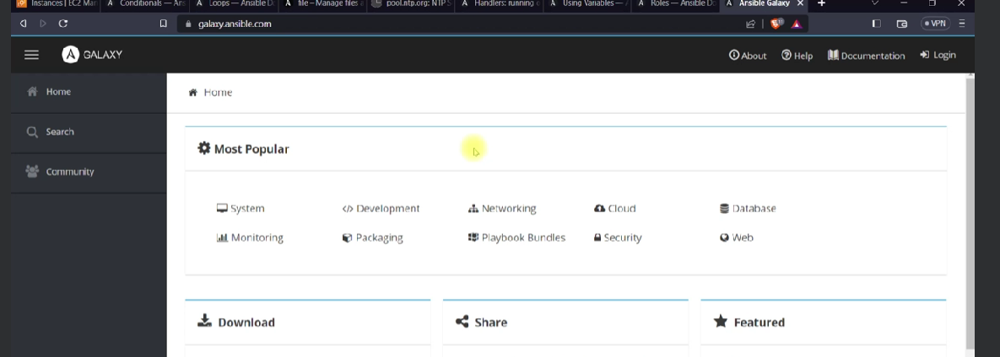 Instances | EC2 Man Conditionals — Ans Loops — Ansible Do file – Manage files a pool.ntp.org: NTP S Handlers: running o Using Variables — A Roles — Ansible Do Ansible Galaxy
galaxy.ansible.com VPN
GALAXY About Help Documentation Login
Home
Search
Community
Home
Most Popular
System Development Networking Cloud Database
Monitoring Packaging Playbook Bundles Security Web
Download Share Featured